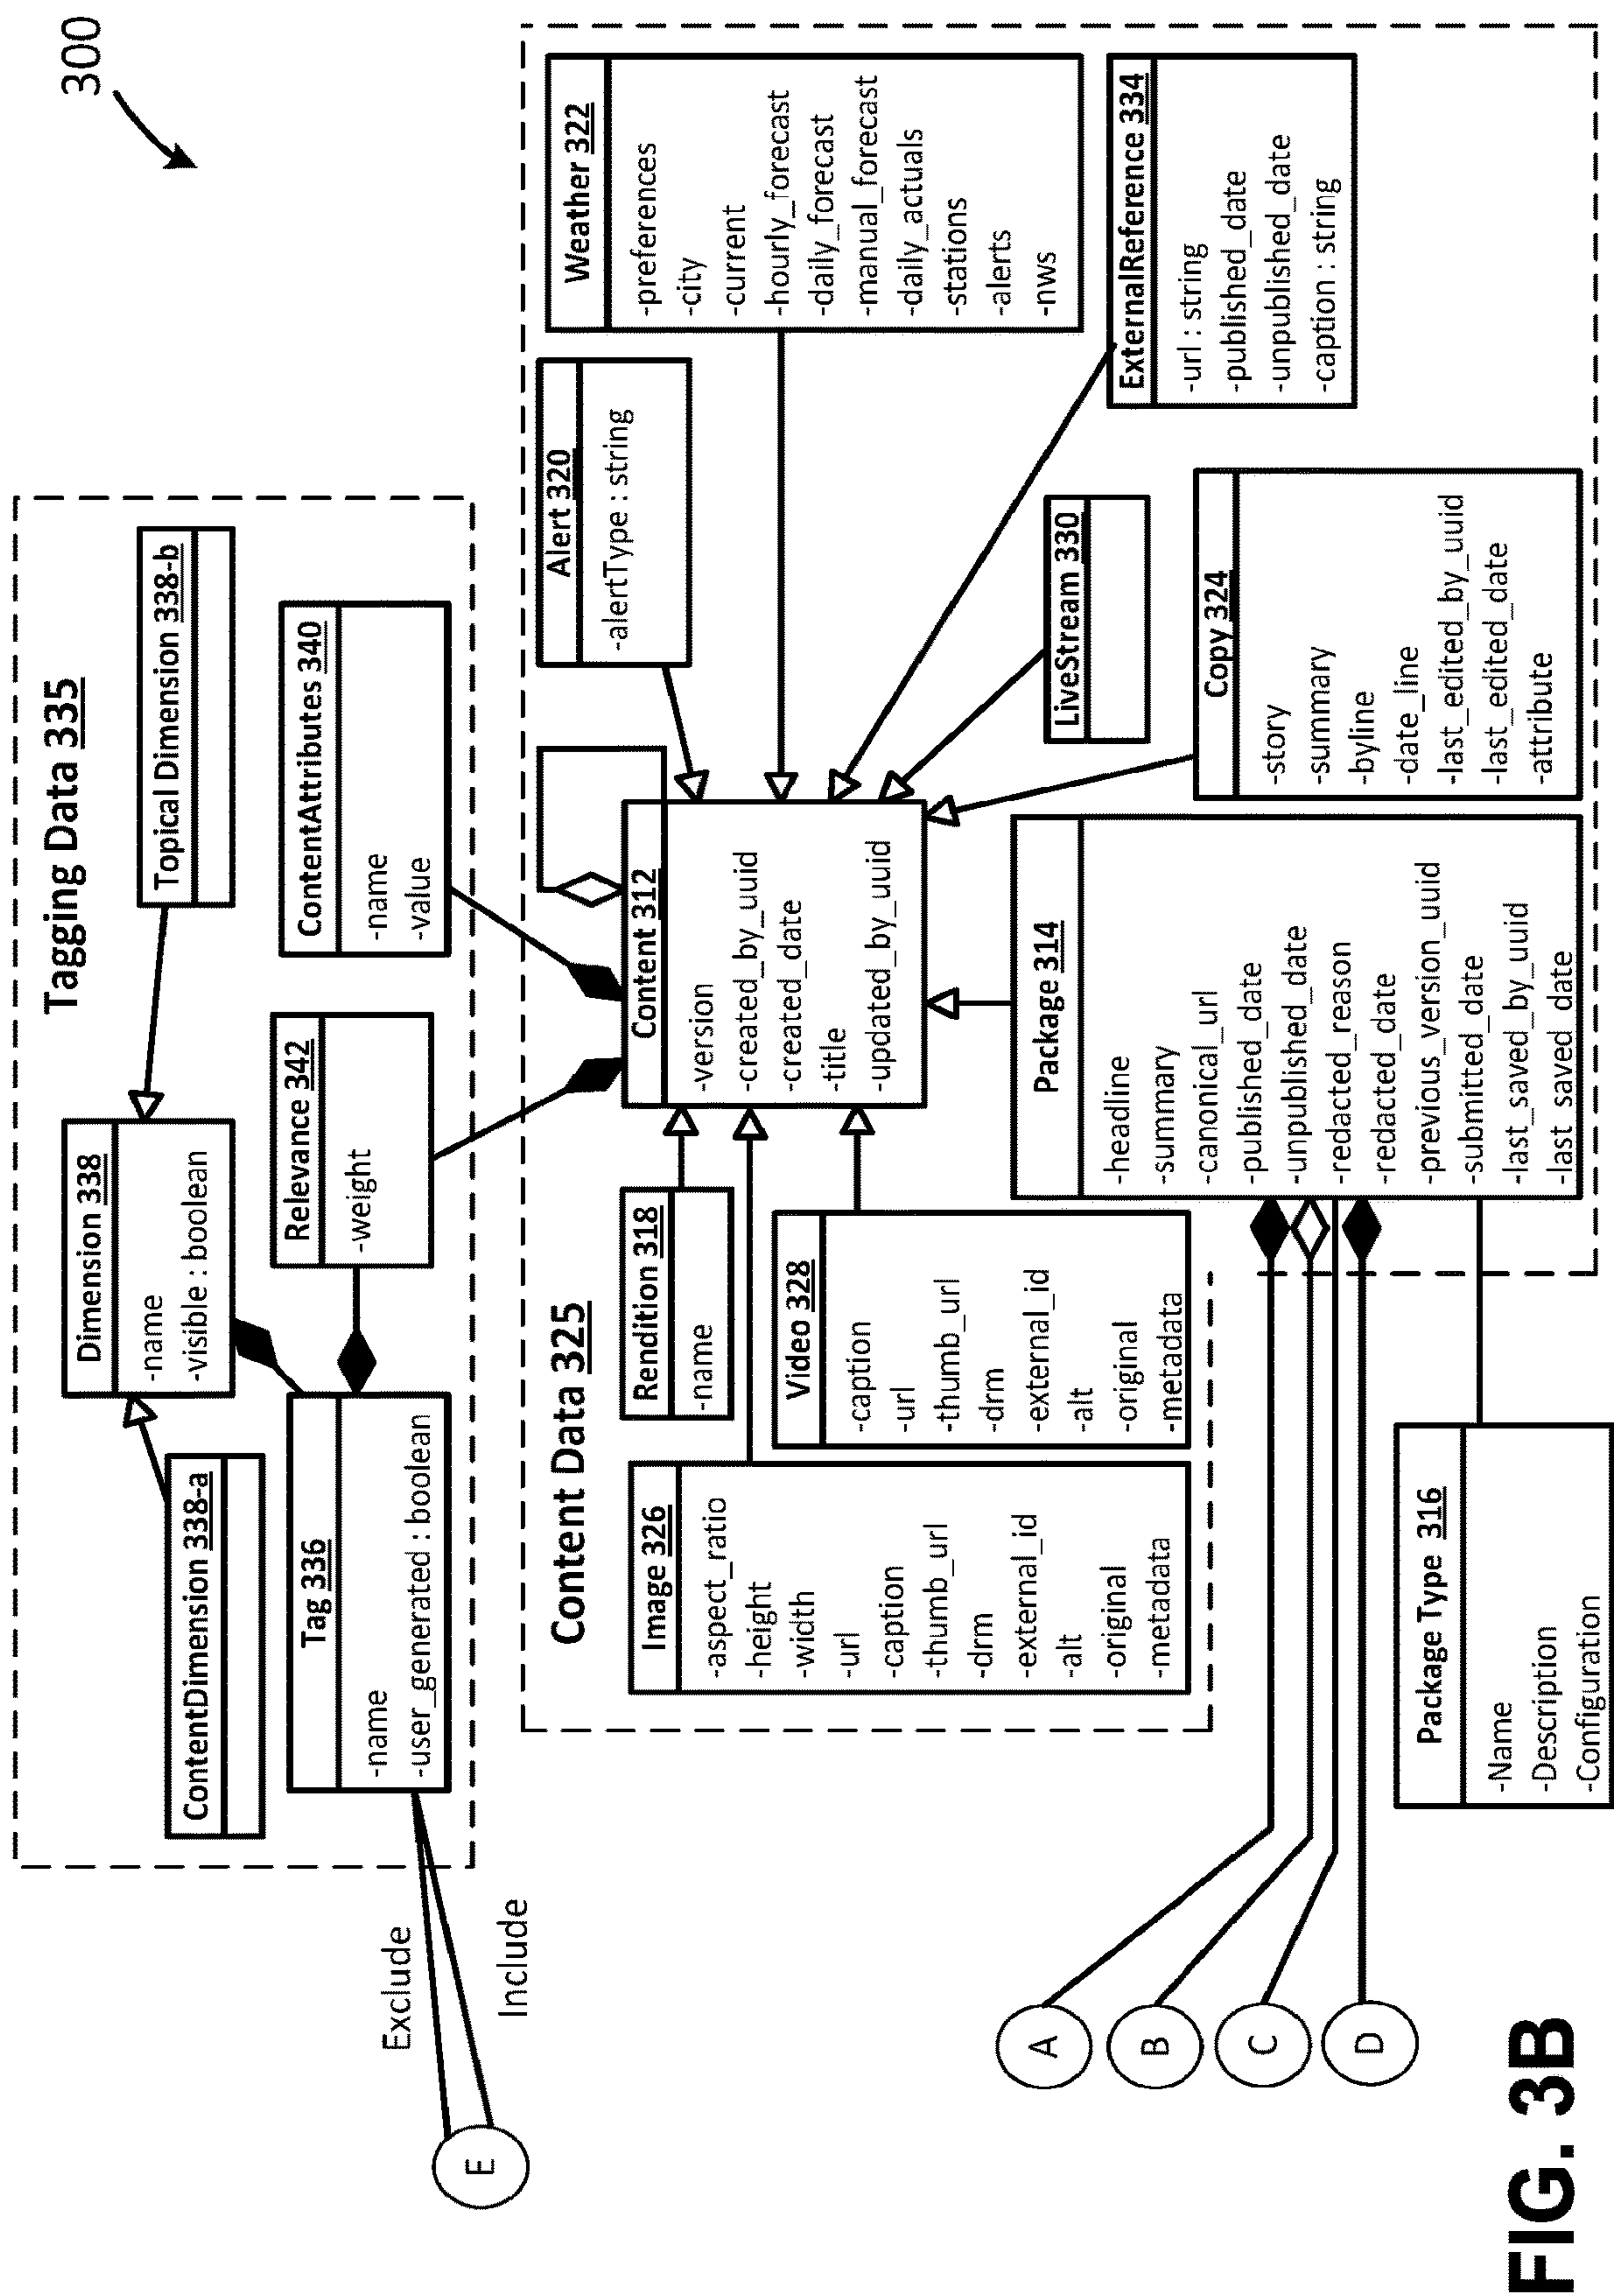 300
Tagging Data 335
Dimension 338
-name
-visible : boolean
Topical Dimension 338-b
ContentDimension 338-a
Tag 336
-name
-user_generated : boolean
Relevance 342
-weight
ContentAttributes 340
-name
-value
Exclude
Include
E
Content Data 325
Image 326
-aspect_ratio
-height
-width
-url
-caption
-thumb_url
-drm
-external_id
-alt
-original
-metadata
Rendition 318
-name
Video 328
-caption
-url
-thumb_url
-drm
-external_id
-alt
-original
-metadata
Content 312
-version
-created_by_uuid
-created_date
-title
-updated_by_uuid
Alert 320
-alertType : string
Weather 322
-preferences
-city
-current
-hourly_forecast
-daily_forecast
-manual_forecast
-daily_actuals
-stations
-alerts
-nws
ExternalReference 334
-url : string
-published_date
-unpublished_date
-caption : string
LiveStream 330
Copy 324
-story
-summary
-byline
-date_line
-last_edited_by_uuid
-last_edited_date
-attribute
Package 314
-headline
-summary
-canonical_url
-published_date
-unpublished_date
-redacted_reason
-redacted_date
-previous_version_uuid
-submitted_date
-last_saved_by_uuid
-last saved date
Package Type 316
-Name
-Description
-Configuration
A
B
C
D
FIG. 3B